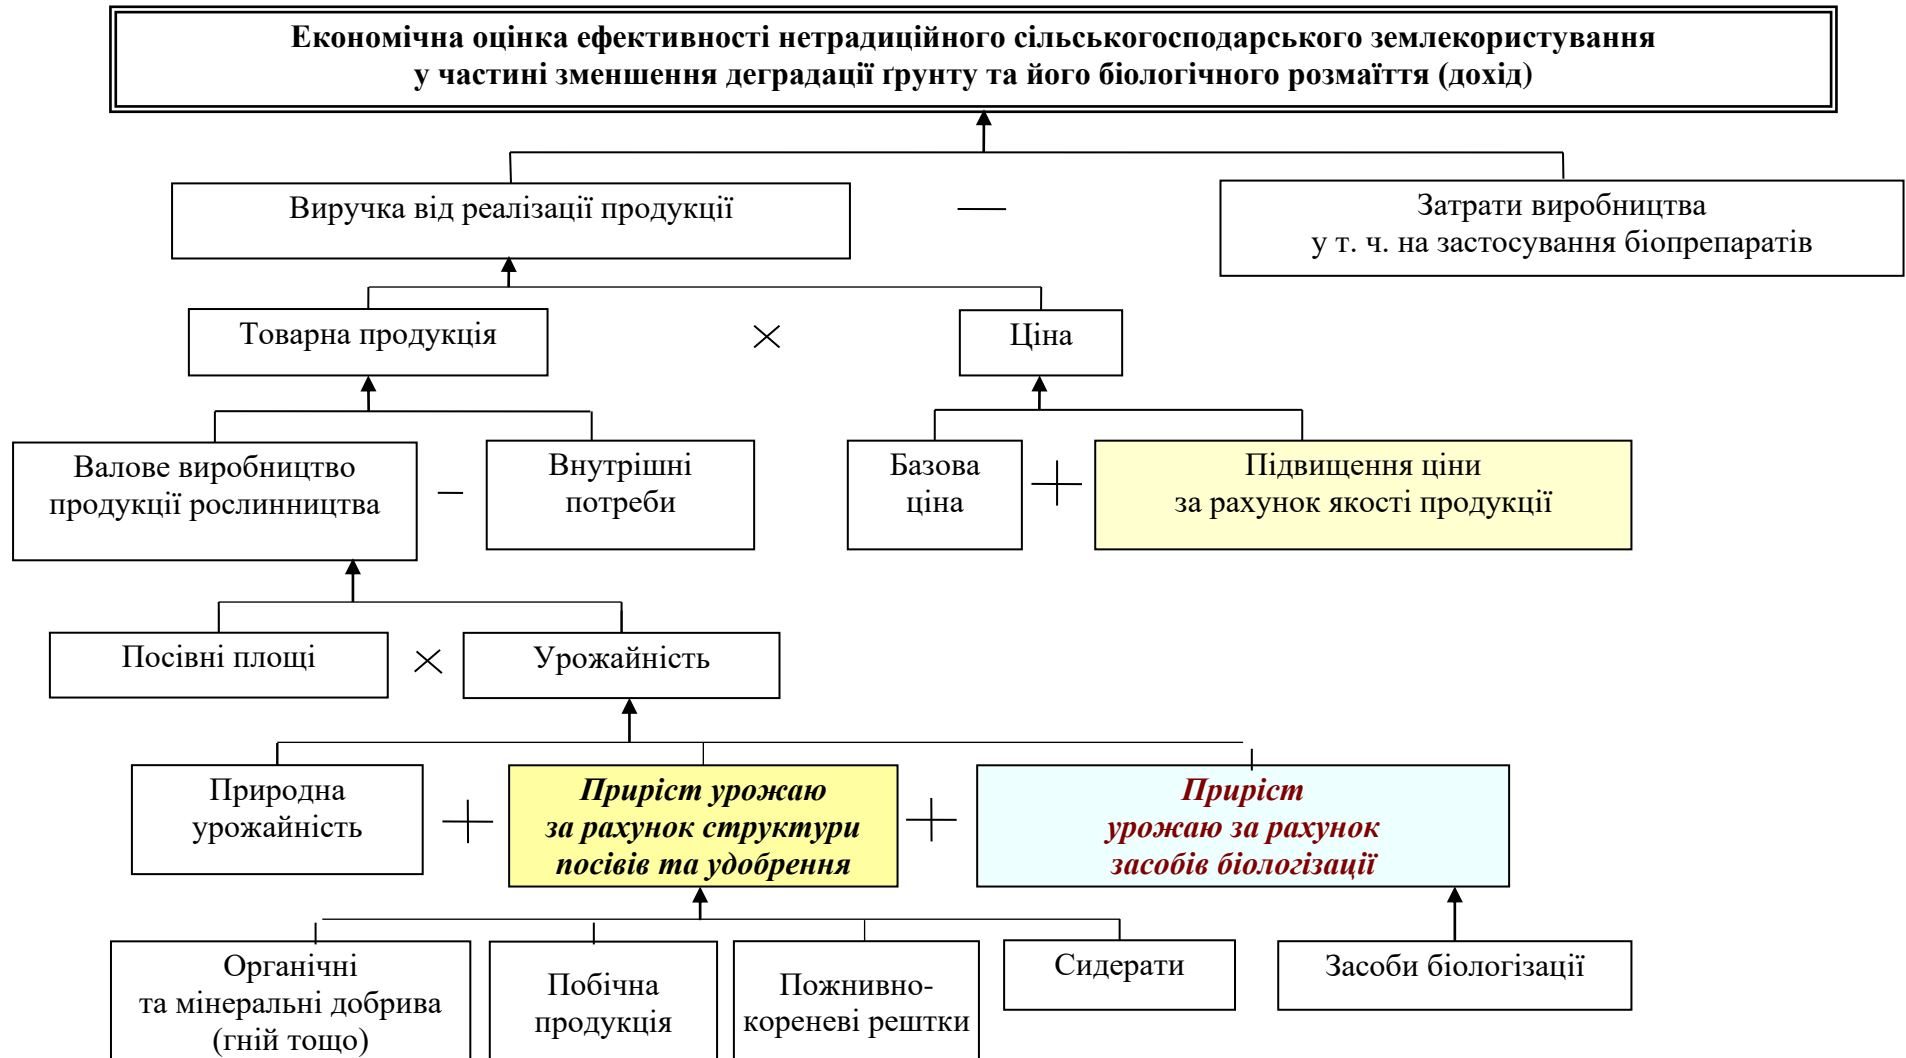 Економічна оцінка ефективності нетрадиційного сільськогосподарського землекористування
у частині зменшення деградації ґрунту та його біологічного розмаїття (дохід)
Виручка від реалізації продукції
—
Затрати виробництва
у т. ч. на застосування біопрепаратів
Товарна продукція
×
Ціна
Валове виробництво
продукції рослинництва
–
Внутрішні
потреби
Базова
ціна
+
Підвищення ціни
за рахунок якості продукції
Посівні площі
×
Урожайність
Природна
урожайність
+
Приріст урожаю
за рахунок структури
посівів та удобрення
+
Приріст
урожаю за рахунок
засобів біологізації
Органічні
та мінеральні добрива
(гній тощо)
Побічна
продукція
Пожнивно-
кореневі рештки
Сидерати
Засоби біологізації